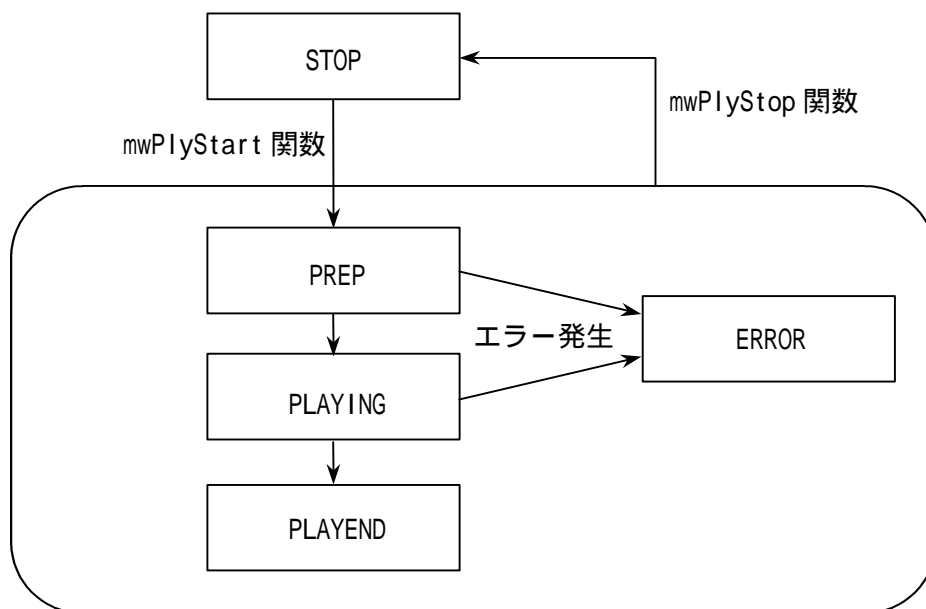 STOP
mwPlyStop 関数
mwPlyStart 関数
PREP
エラー発生
ERROR
PLAYING
PLAYEND